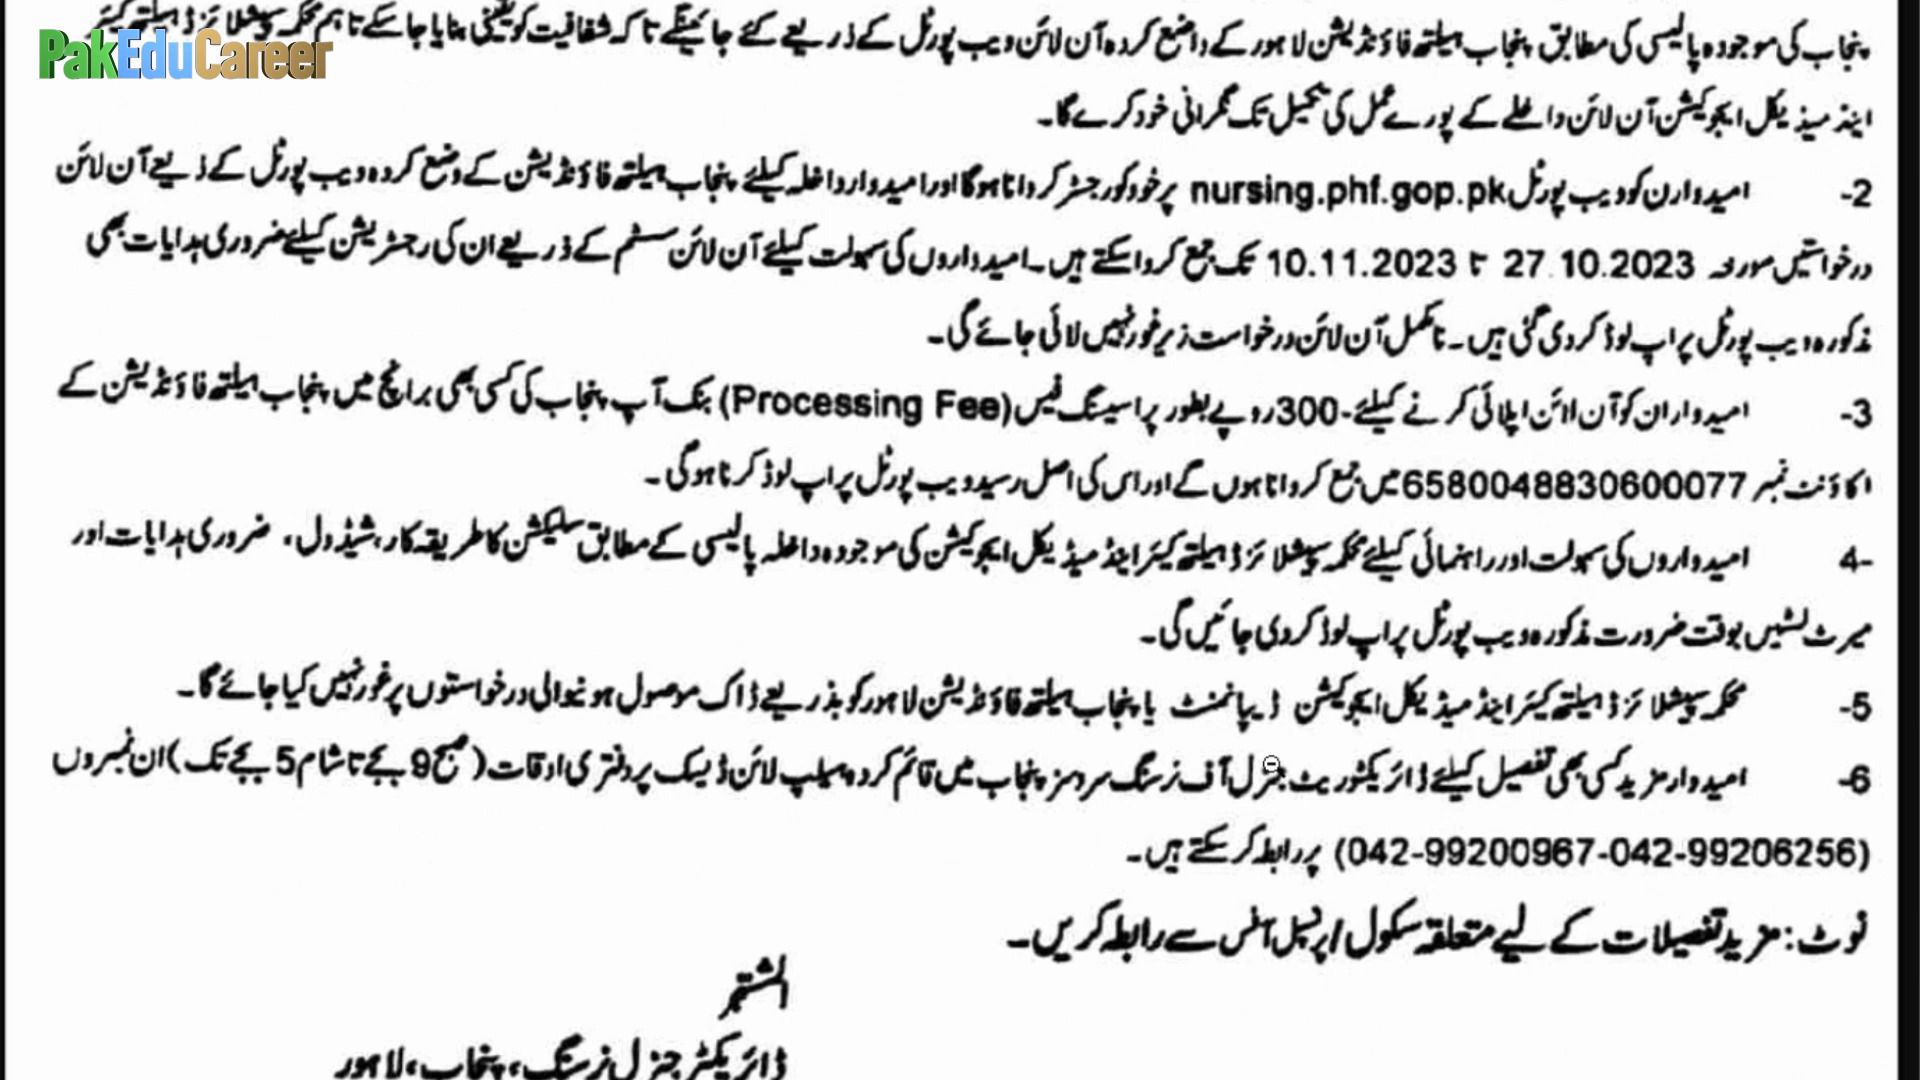 PakEduCareer
پنجاب کی موجودہ پالیسی کی مطابق پنجاب ہیلتھ فاؤنڈیشن لاہور کے واضع کردہ آن لائن ویب پورٹل کے ذریعے کئے جائینگے تاکہ شفافیت کو یقینی بنایا جاسکے تاہم محکمہ سپیشلائزڈ ہیلتھ کیئر
اینڈ میڈیکل ایجوکیشن آن لائن داخلے کے پورے عمل کی تکمیل تک نگرانی خود کرے گا۔
2- امیدوارن کو ویب پورٹل nursing.phf.gop.pk پر خود کو رجسٹر کروانا ہوگا اور امیدوار داخلہ کیلئے پنجاب ہیلتھ فاؤنڈیشن کے وضع کردہ ویب پورٹل کے ذریعے آن لائن
درخواستیں مورخہ 27.10.2023 تا 10.11.2023 تک جمع کرواسکتے ہیں۔ امیدواروں کی سہولت کیلئے آن لائن سسٹم کے ذریعے ان کی رجسٹریشن کیلئے ضروری ہدایات بھی
مذکورہ ویب پورٹل پر اپ لوڈ کردی گئی ہیں۔ نامکمل آن لائن درخواست زیر غور نہیں لائی جائے گی۔
3- امیدواران کو آن لائن اپلائی کرنے کیلئے -300 روپے بطور پراسیسنگ فیس (Processing Fee) بنک آپ پنجاب کی کسی بھی برانچ میں پنجاب ہیلتھ فاؤنڈیشن کے
اکاؤنٹ نمبر 6580048830600077 میں جمع کروانا ہوں گے اور اس کی اصل رسید ویب پورٹل پر اپ لوڈ کرنا ہوگی۔
4- امیدواروں کی سہولت اور راہنمائی کیلئے محکمہ سپیشلائزڈ ہیلتھ کیئر اینڈ میڈیکل ایجوکیشن کی موجودہ داخلہ پالیسی کے مطابق سلیکشن کا طریقہ کار، شیڈول، ضروری ہدایات اور
میرٹ لسٹیں بوقت ضرورت مذکورہ ویب پورٹل پر اپ لوڈ کردی جائیں گی۔
5- محکمہ سپیشلائزڈ ہیلتھ کیئر اینڈ میڈیکل ایجوکیشن ڈیپاٹمنٹ یا پنجاب ہیلتھ فاؤنڈیشن لاہور کو بذریعے ڈاک موصول ہونیوالی درخواستوں پر غور نہیں کیا جائے گا۔
6- امیدوار مزید کسی بھی تفصیل کیلئے ڈائریکٹوریٹ جنرل آف نرسنگ سروسز پنجاب میں قائم کردہ ہیلپ لائن ڈیسک پر دفتری اوقات (صبح 9 بجے تا شام 5 بجے تک) ان نمبروں
(042-99200967-042-99206256) پر رابطہ کرسکتے ہیں۔
نوٹ: مزید تفصیلات کے لیے متعلقہ سکول / پرنسپل آفس سے رابطہ کریں۔
المشتہر
ڈائریکٹر جنرل نرسنگ، پنجاب، لاہور